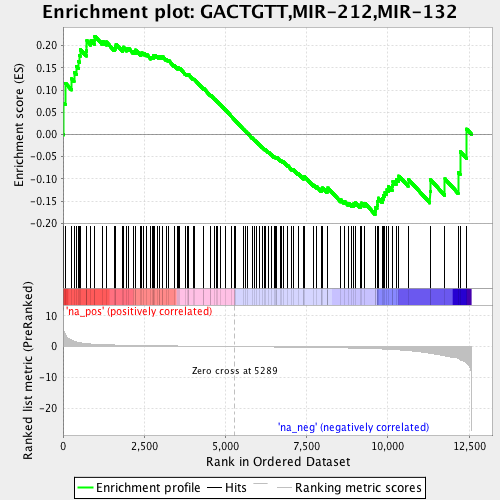 Enrichment plot: GACTGTT,MIR-212,MIR-132
Enrichment score (ES)
0.20
0.15
0.10
0.05
0.00
-0.05
-0.10
-0.15
-0.20
'na_pos' (positively correlated)
Ranked list metric (PreRanked)
10
5
0
-5
-10
-15
-20
Zero cross at 5289
'na_neg' (negatively correlated)
0
2,500
5,000
7,500
10,000
12,500
Rank in Ordered Dataset
Enrichment profile
Hits
Ranking metric scores